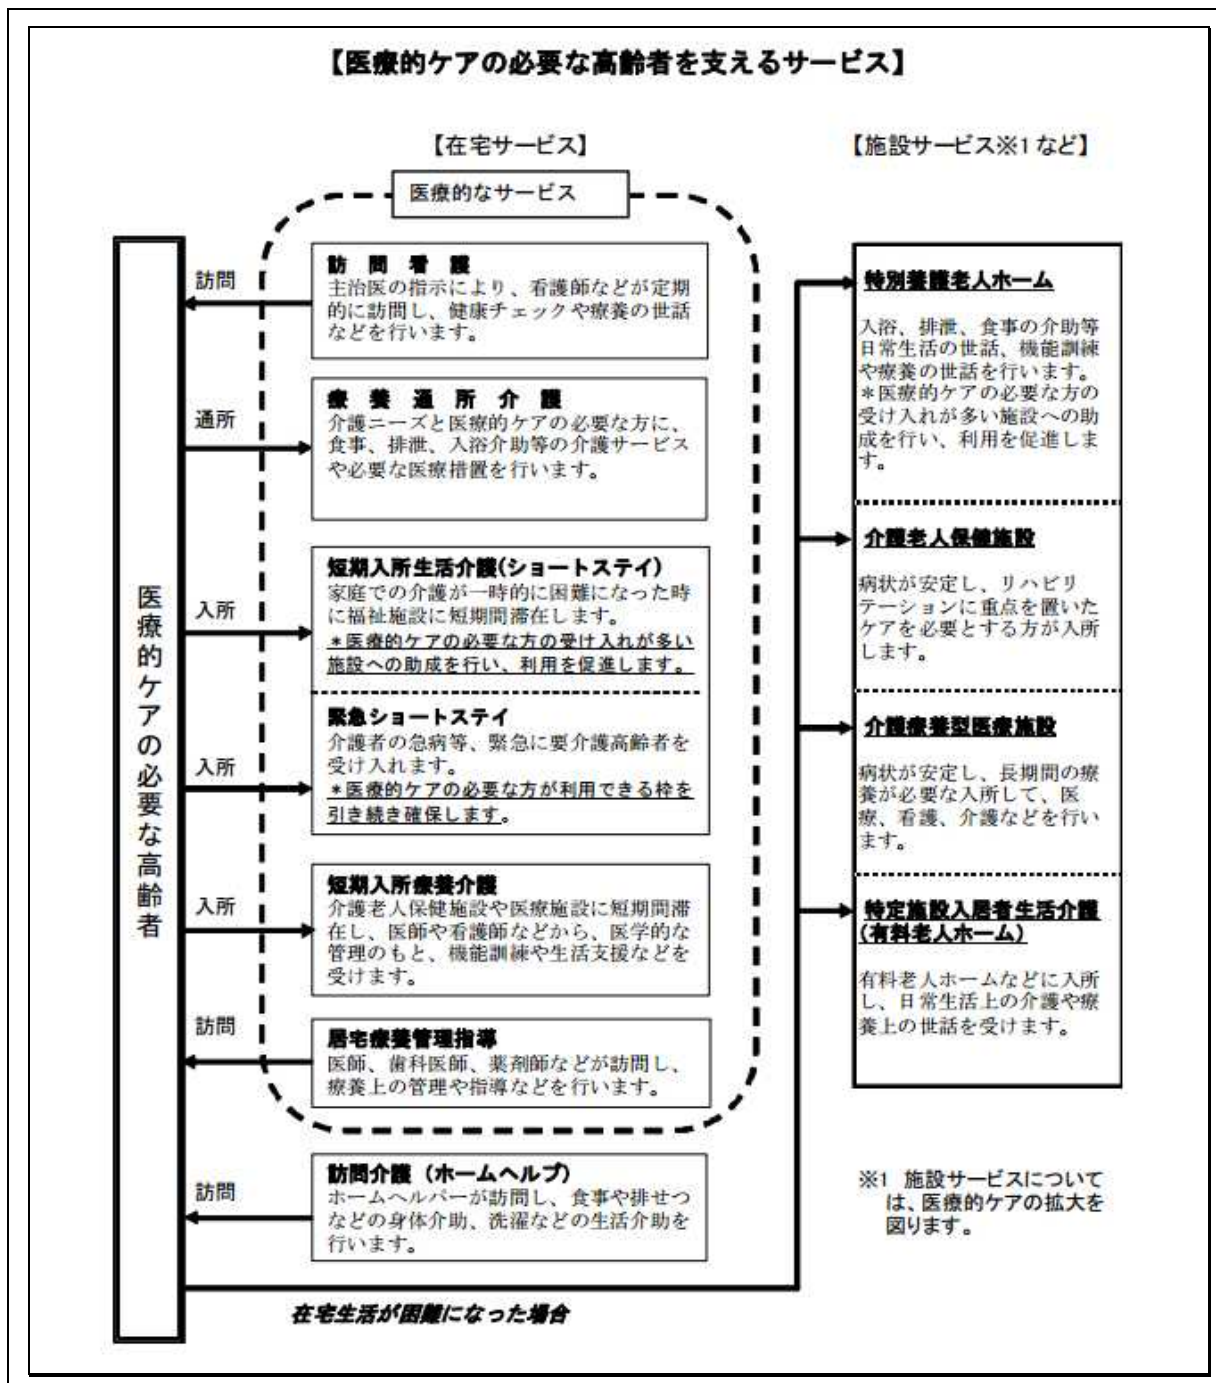 【医療的ケアの必要な高齢者を支えるサービス】
【在宅サービス】
医療的なサービス
医療的ケアの必要な高齢者
訪問
訪問看護
主治医の指示により、看護師などが定期
的に訪問し、健康チェックや療養の世話
などを行います。
通所
療養通所介護
介護ニーズと医療的ケアの必要な方に、
食事、排泄、入浴介助等の介護サービス
や必要な医療措置を行います。
入所
短期入所生活介護(ショートステイ)
家庭での介護が一時的に困難になった時
に福祉施設に短期間滞在します。
＊医療的ケアの必要な方の受け入れが多い
施設への助成を行い、利用を促進します。
入所
緊急ショートステイ
介護者の急病等、緊急に要介護高齢者を
受け入れます。
＊医療的ケアの必要な方が利用できる枠を
引き続き確保します。
入所
短期入所療養介護
介護老人保健施設や医療施設に短期間滞
在し、医師や看護師などから、医学的な
管理のもと、機能訓練や生活支援などを
受けます。
訪問
居宅療養管理指導
医師、歯科医師、薬剤師などが訪問し、
療養上の管理や指導などを行います。
訪問
訪問介護（ホームヘルプ）
ホームヘルパーが訪問し、食事や排せつ
などの身体介助、洗濯などの生活介助を
行います。
在宅生活が困難になった場合
【施設サービス※1など】
特別養護老人ホーム
入浴、排泄、食事の介助等
日常生活の世話、機能訓練
や療養の世話を行います。
＊医療的ケアの必要な方の
受け入れが多い施設への助
成を行い、利用を促進しま
す。
介護老人保健施設
病状が安定し、リハビリ
テーションに重点を置いた
ケアを必要とする方が入所
します。
介護療養型医療施設
病状が安定し、長期間の療
養が必要な入所して、医
療、看護、介護などを行い
ます。
特定施設入居者生活介護
(有料老人ホーム)
有料老人ホームなどに入所
し、日常生活上の介護や療
養上の世話を受けます。
※1 施設サービスについて
は、医療的ケアの拡大を
図ります。